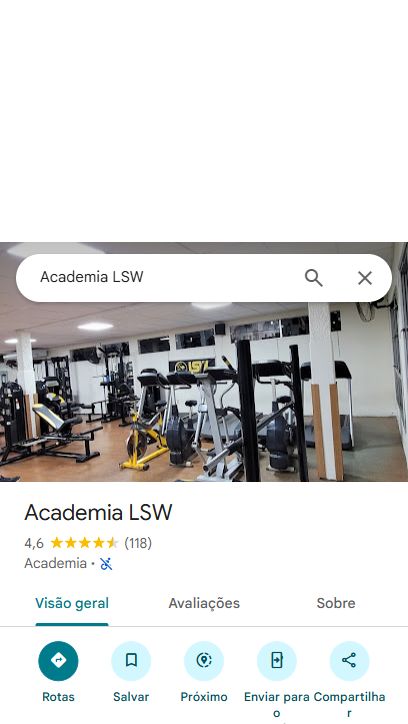 Academia LSW
LSW
Academia LSW
4,6 (118)
Academia ·
Visão geral Avaliações Sobre
Rotas Salvar Próximo Enviar para o Compartilhar